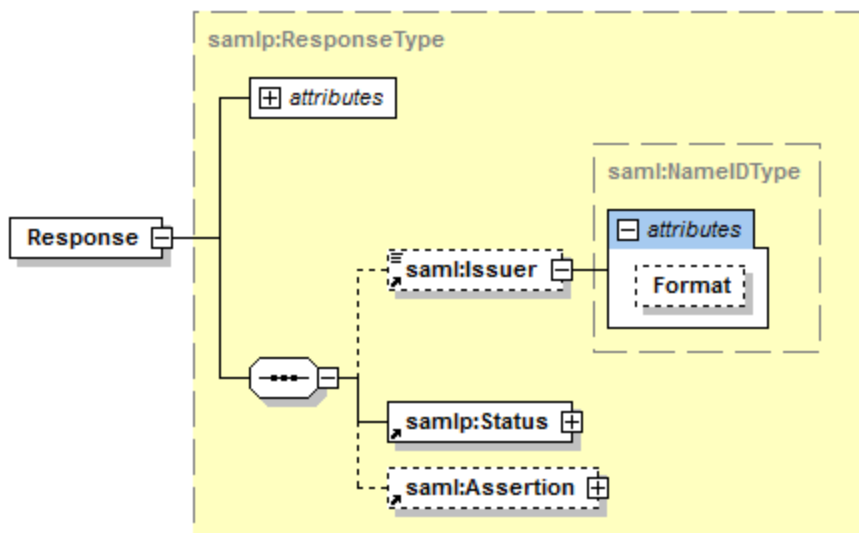 samlp:ResponseType
attributes
saml:NameIDType
attributes
Response
saml:Issuer
Format
samlp:Status
saml:Assertion